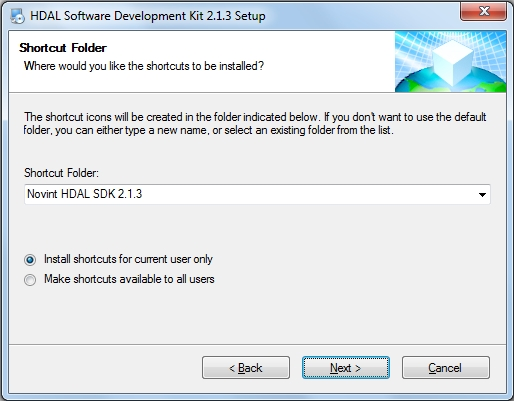 HDAL Software Development Kit 2.1.3 Setup
Shortcut Folder
Where would you like the shortcuts to be installed?
The shortcut icons will be created in the folder indicated below. If you don't want to use the default
folder, you can either type a new name, or select an existing folder from the list.
Shortcut Folder:
Novint HDAL SDK 2.1.3
Install shortcuts for current user only
Make shortcuts available to all users
< Back Next > Cancel